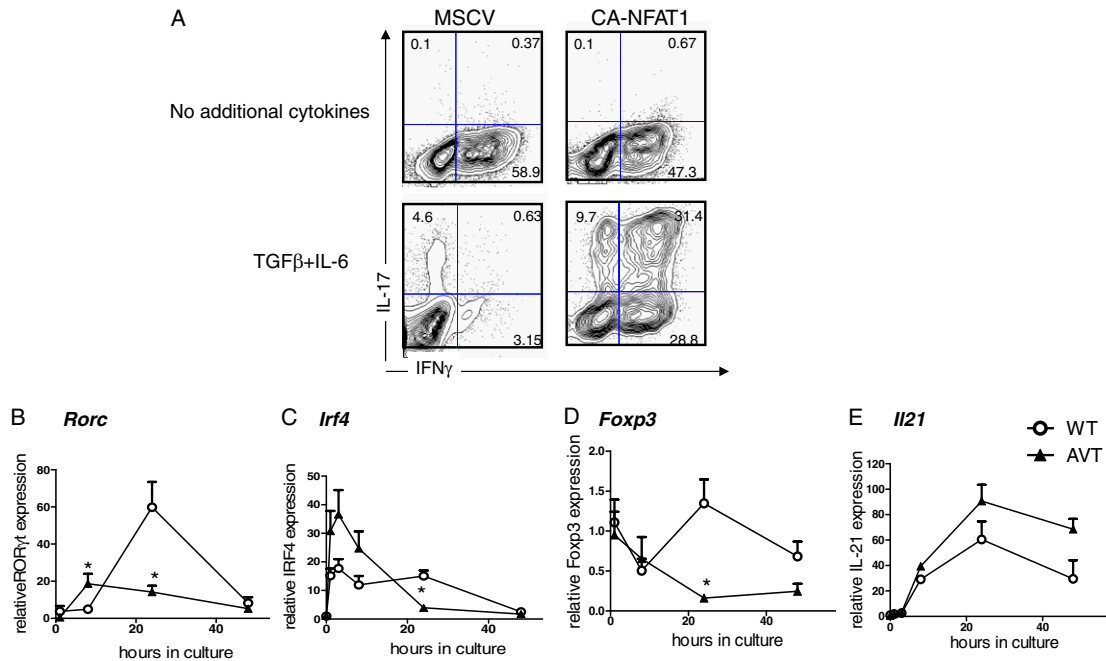 A
MSCV
CA-NFAT1
No additional cytokines
0.1
0.37
58.9
0.1
0.67
47.3
TGFβ+IL-6
4.6
0.63
3.15
9.7
31.4
28.8
IL-17
IFNγ
B
Rorc
relativeRORγt expression
80
60
40
20
0
0
20
40
hours in culture
*
*
C
Irf4
relative IRF4 expression
50
40
30
20
10
0
0
20
40
hours in culture
*
D
Foxp3
relative Foxp3 expression
2.0
1.5
1.0
0.5
0.0
0
20
40
hours in culture
*
E
Il21
relative IL-21 expression
120
100
80
60
40
20
0
0
20
40
hours in culture
WT
AVT